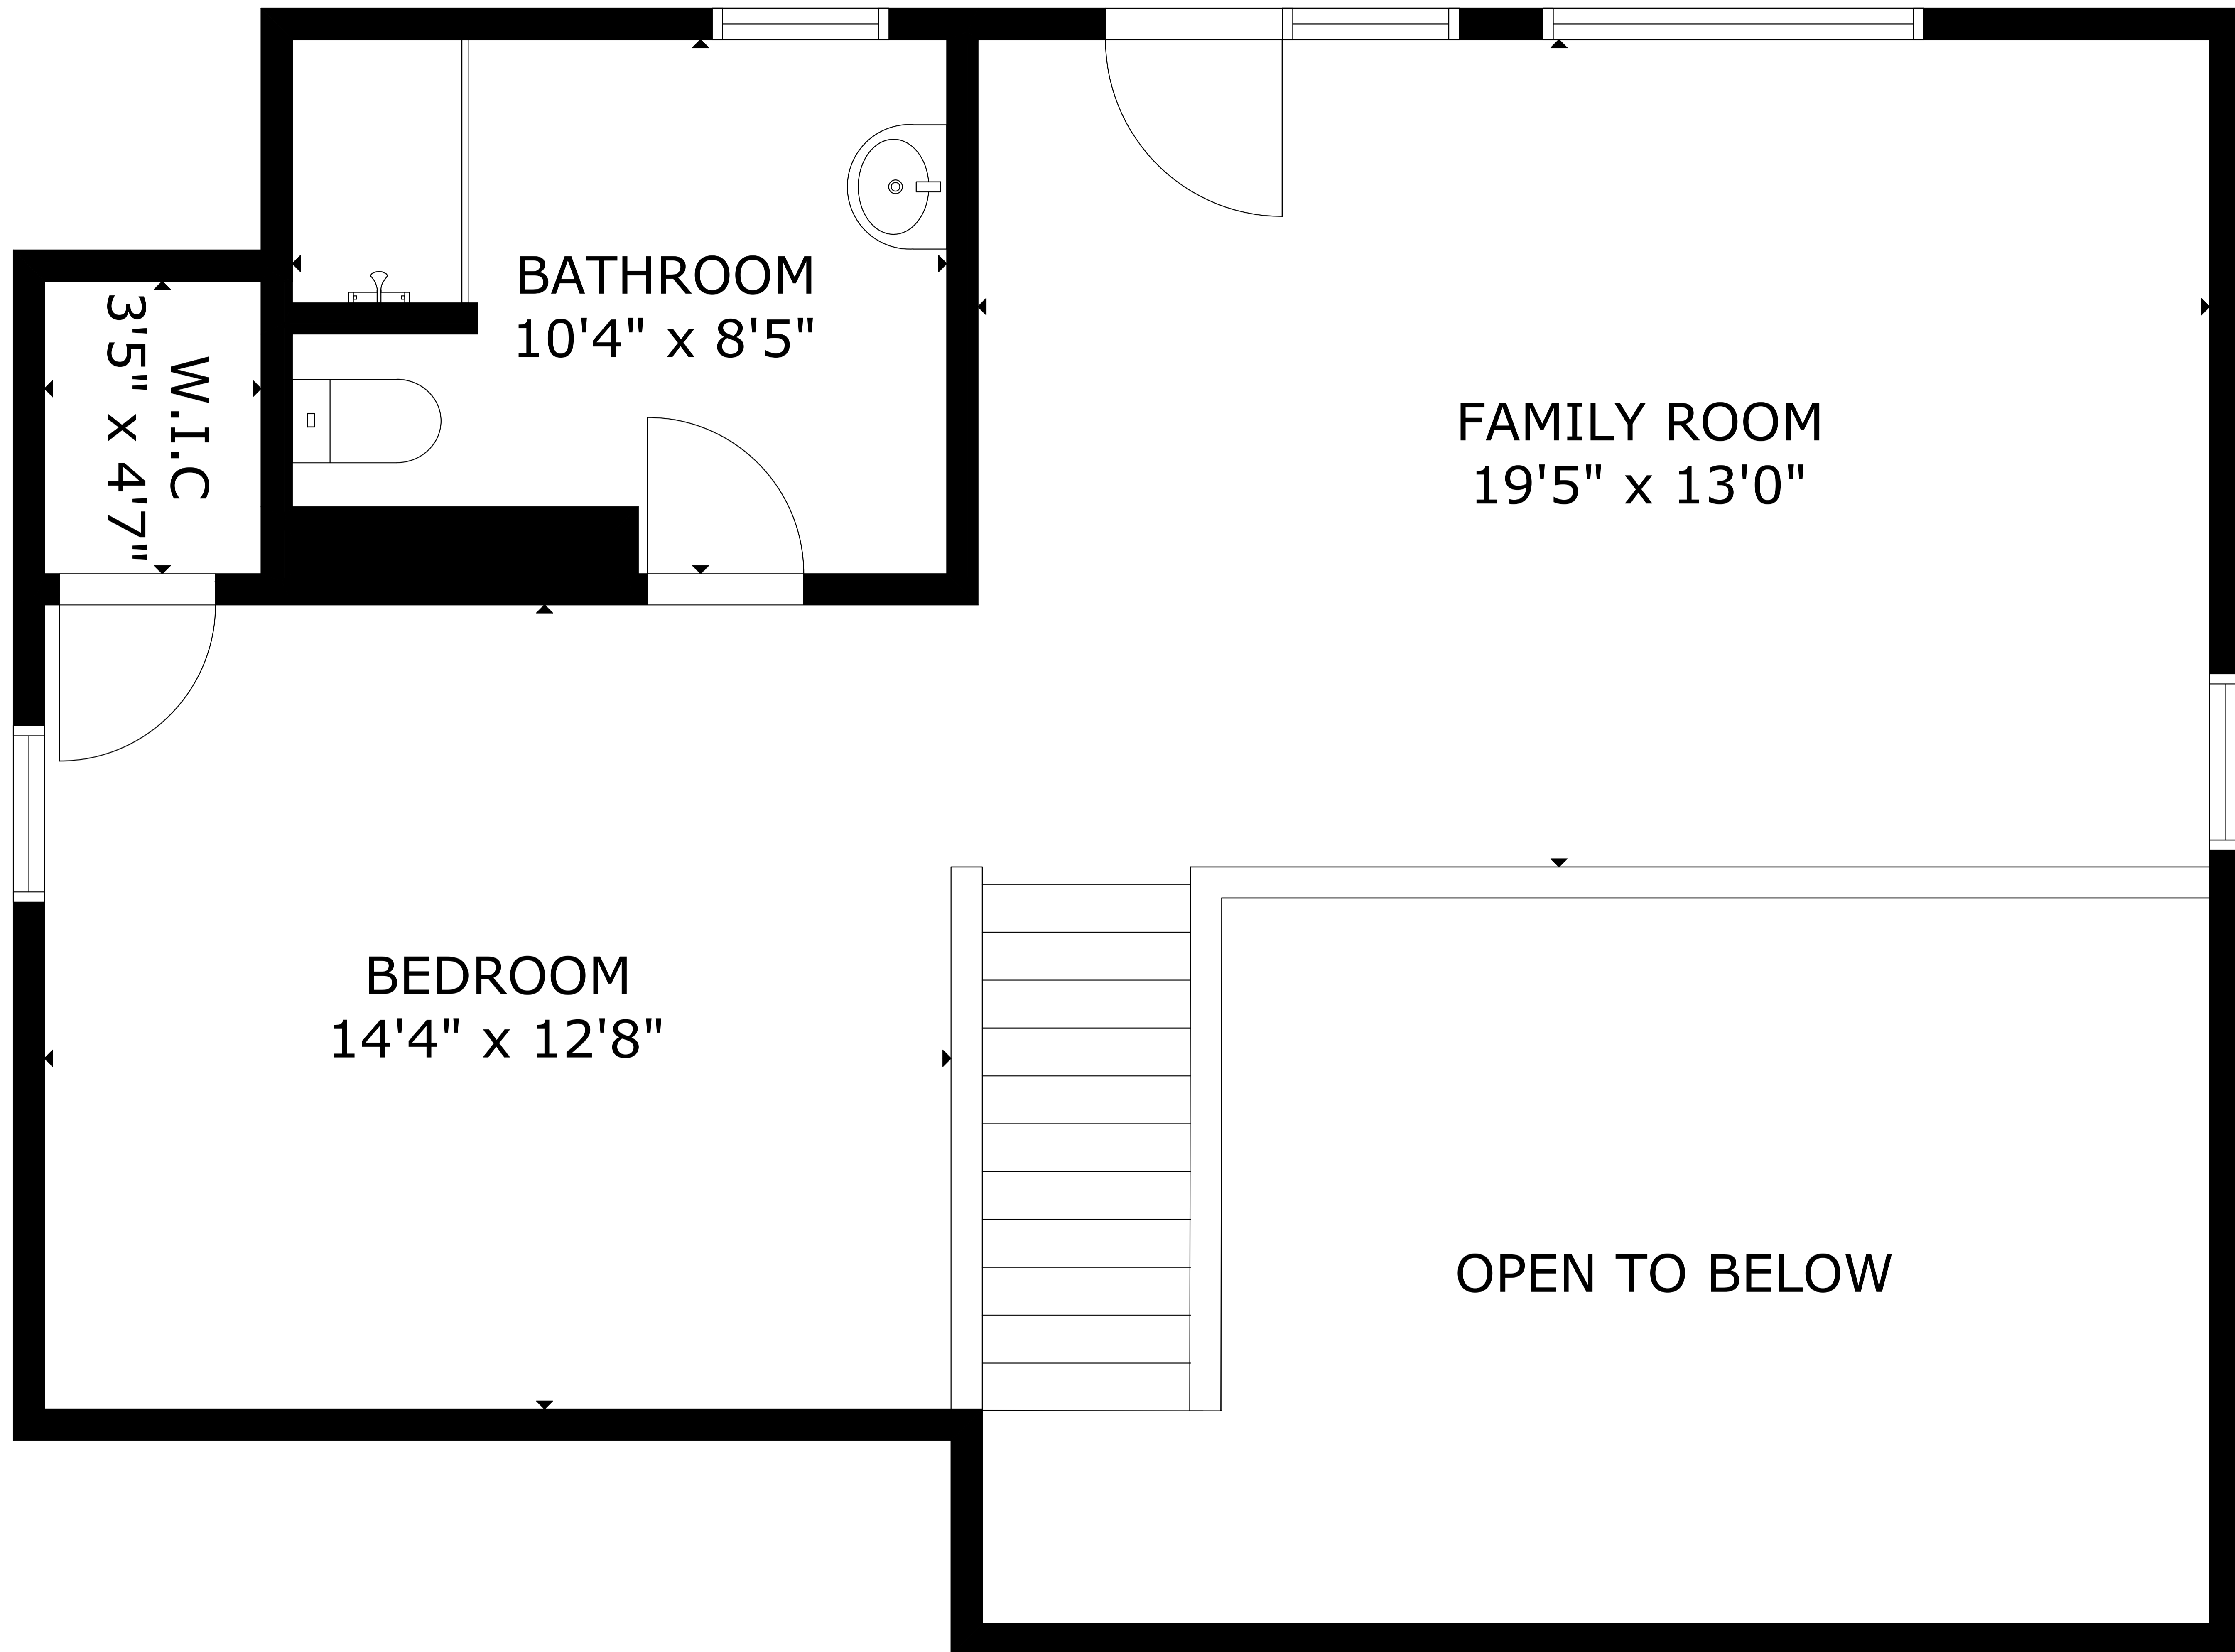 BATHROOM
10'4" x 8'5"
W.I.C
3'5" x 4'7"
FAMILY ROOM
19'5" x 13'0"
BEDROOM
14'4" x 12'8"
OPEN TO BELOW